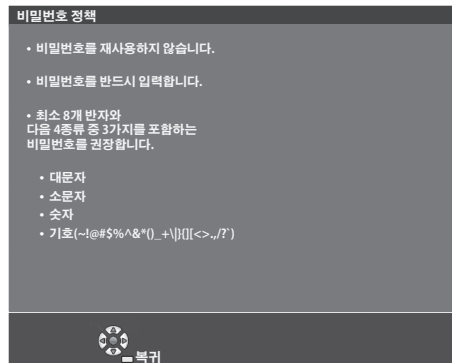 비밀번호 정책
• 비밀번호를 재사용하지 않습니다.
• 비밀번호를 반드시 입력합니다.
• 최소 8개 반자와
다음 4종류 중 3가지를 포함하는
비밀번호를 권장합니다.
• 대문자
• 소문자
• 숫자
• 기호(~!@#$%^&*()_+\|}{][<>.,/?`)
복귀